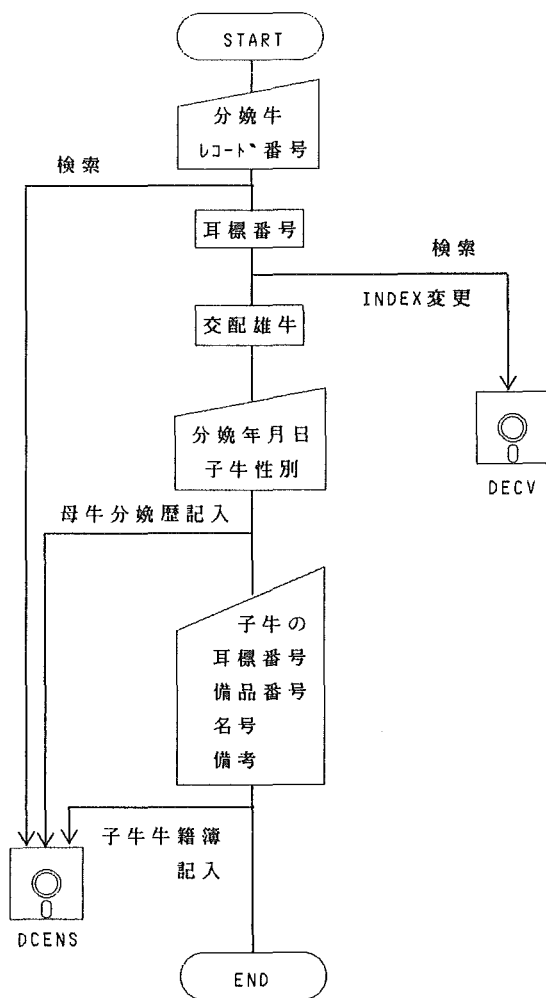 START
分娩牛
レコード番号
検索
耳標番号
検索
INDEX変更
交配雄牛
分娩年月日
子牛性別
DECV
母牛分娩歴記入
子牛の
耳標番号
備品番号
名号
備考
子牛牛籍簿
記入
DCENS
END